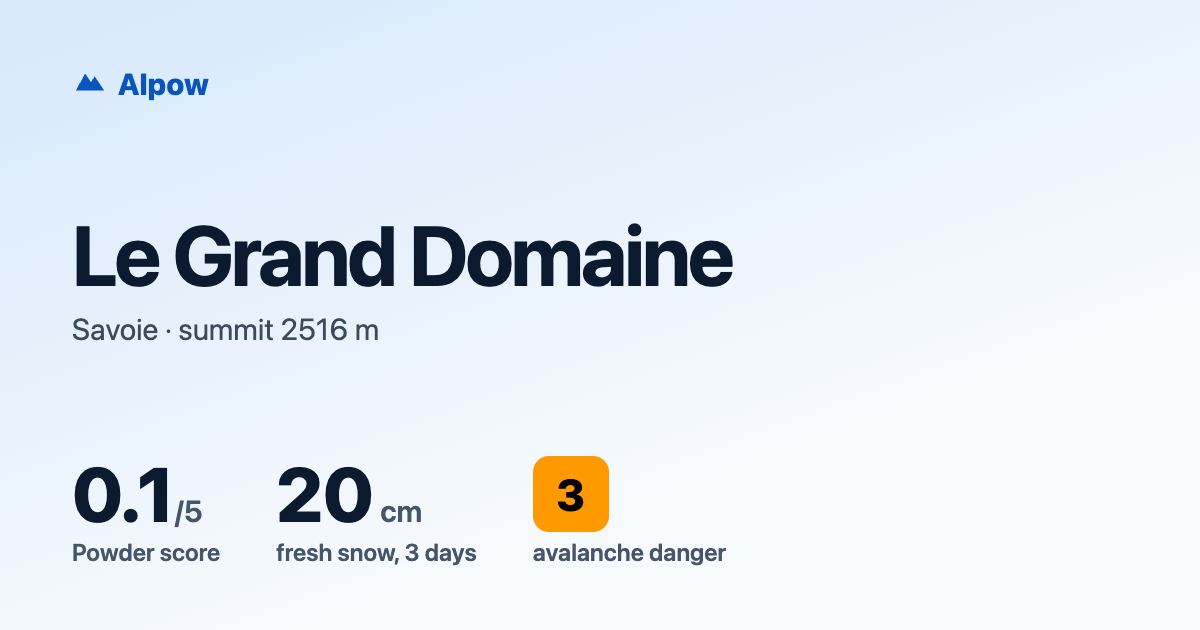 Alpow
Le Grand Domaine
Savoie · summit 2516 m
0.1/5
Powder score
20 cm
fresh snow, 3 days
3
avalanche danger